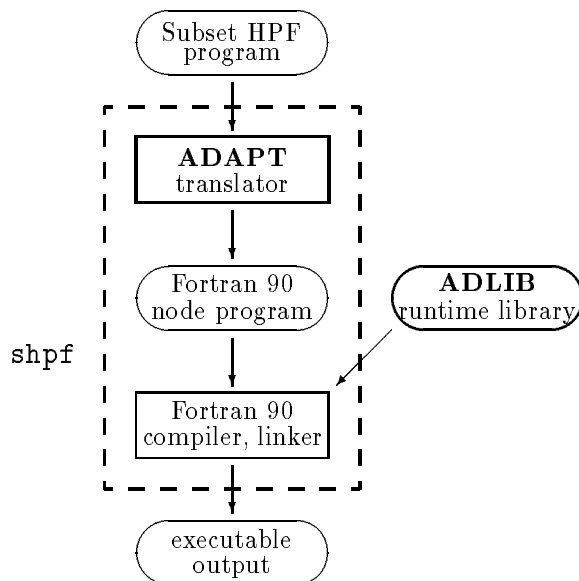 Subset HPF
program
ADAPT
translator
Fortran 90
node program
ADLIB
runtime library
shpf
Fortran 90
compiler, linker
executable
output